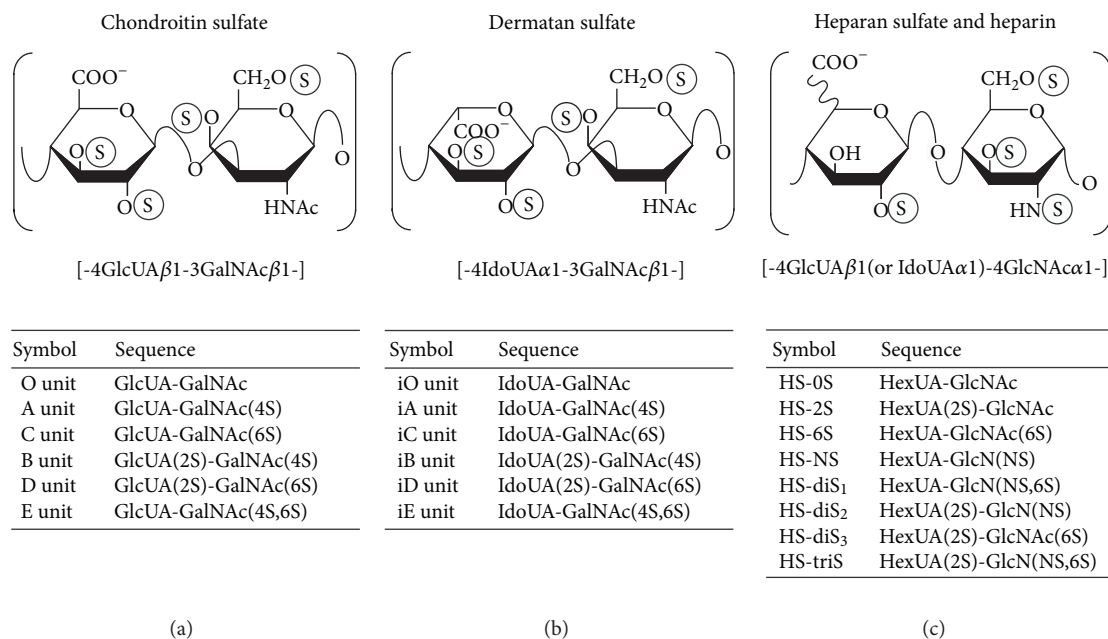 Chondroitin sulfate
COO⁻
CH₂O Ⓢ
O
O
Ⓢ O
O Ⓢ
O
O
O Ⓢ
HNAc
[-4GlcUAβ1-3GalNAcβ1-]
Symbol Sequence
O unit GlcUA-GalNAc
A unit GlcUA-GalNAc(4S)
C unit GlcUA-GalNAc(6S)
B unit GlcUA(2S)-GalNAc(4S)
D unit GlcUA(2S)-GalNAc(6S)
E unit GlcUA-GalNAc(4S,6S)
(a)
Dermatan sulfate
CH₂O Ⓢ
O
O
Ⓢ O
COO⁻
O Ⓢ
O
O
O Ⓢ
HNAc
[-4IdoUAα1-3GalNAcβ1-]
Symbol Sequence
iO unit IdoUA-GalNAc
iA unit IdoUA-GalNAc(4S)
iC unit IdoUA-GalNAc(6S)
iB unit IdoUA(2S)-GalNAc(4S)
iD unit IdoUA(2S)-GalNAc(6S)
iE unit IdoUA-GalNAc(4S,6S)
(b)
Heparan sulfate and heparin
COO⁻
CH₂O Ⓢ
O
O
OH
O
O Ⓢ
O
O Ⓢ
HN Ⓢ
[-4GlcUAβ1(or IdoUAα1)-4GlcNAcα1-]
Symbol Sequence
HS-0S HexUA-GlcNAc
HS-2S HexUA(2S)-GlcNAc
HS-6S HexUA-GlcNAc(6S)
HS-NS HexUA-GlcN(NS)
HS-diS₁ HexUA-GlcN(NS,6S)
HS-diS₂ HexUA(2S)-GlcN(NS)
HS-diS₃ HexUA(2S)-GlcNAc(6S)
HS-triS HexUA(2S)-GlcN(NS,6S)
(c)